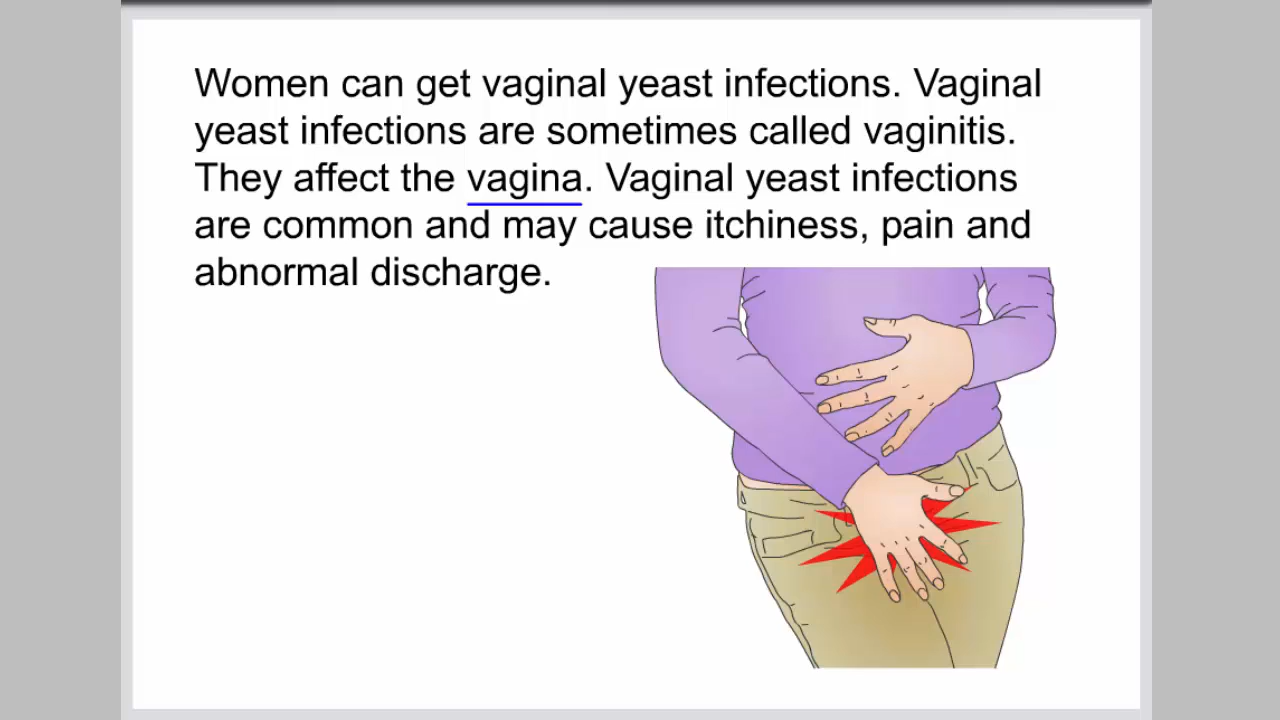 Women can get vaginal yeast infections. Vaginal
yeast infections are sometimes called vaginitis.
They affect the vagina. Vaginal yeast infections
are common and may cause itchiness, pain and
abnormal discharge.